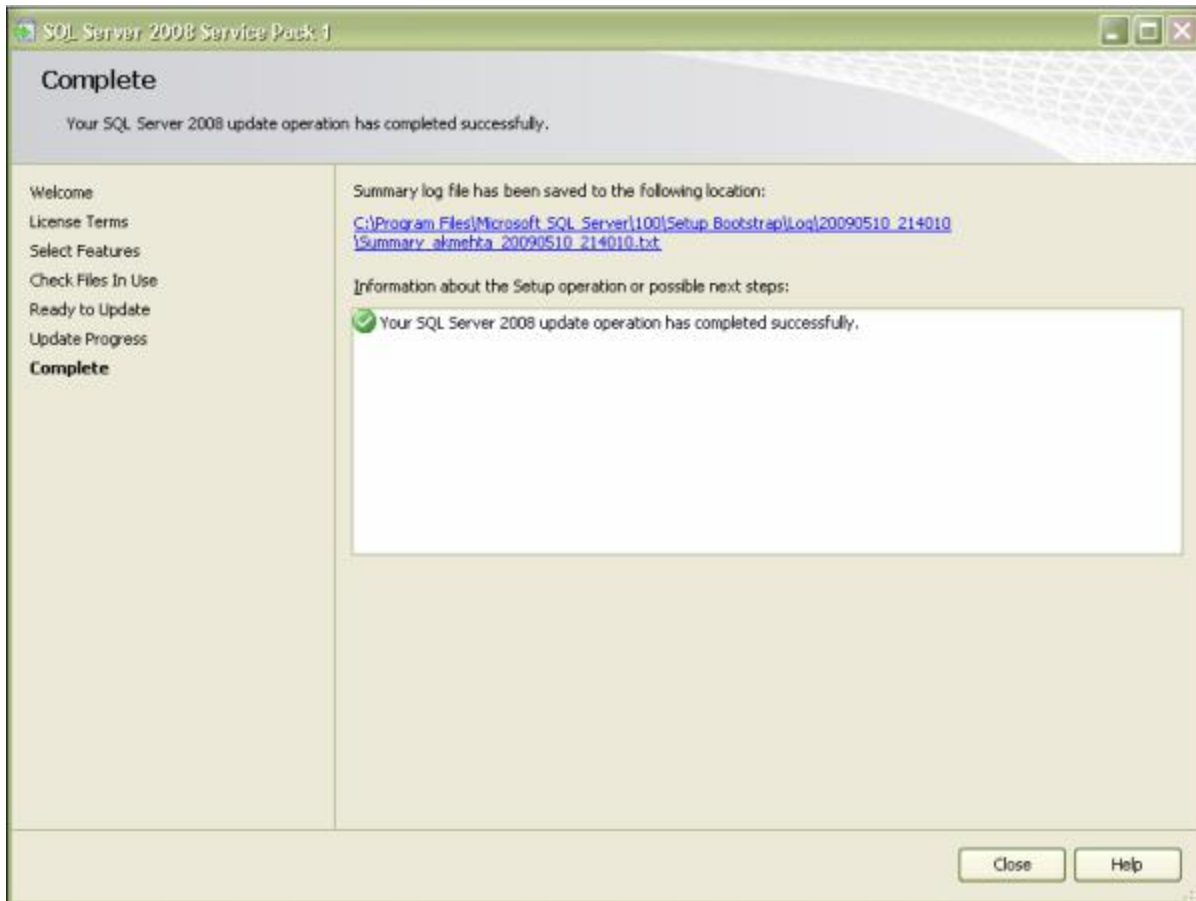 SQL Server 2008 Service Pack 1
Complete
Your SQL Server 2008 update operation has completed successfully.
Welcome
License Terms
Select Features
Check Files In Use
Ready to Update
Update Progress
Complete
Summary log file has been saved to the following location:
C:\Program Files\Microsoft SQL Server\100\Setup Bootstrap\Log\20090510_214010
\Summary_akmehta_20090510_214010.txt
Information about the Setup operation or possible next steps:
Your SQL Server 2008 update operation has completed successfully.
Close
Help